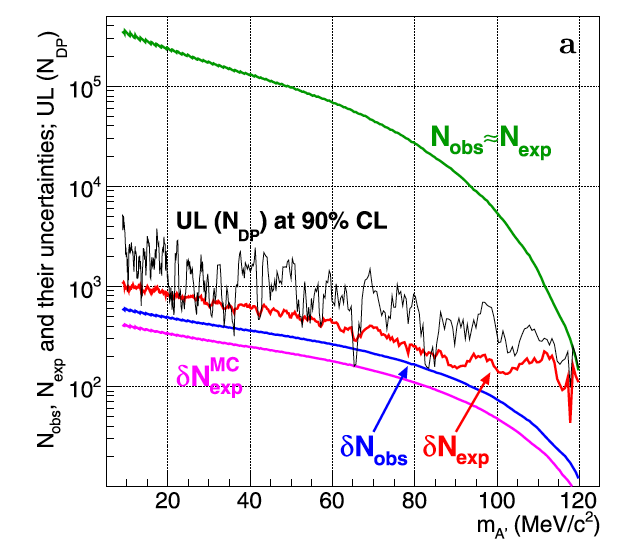 a
N_obs, N_exp and their uncertainties; UL (N_DP)
10^5
10^4
10^3
10^2
N_obs≈N_exp
UL (N_DP) at 90% CL
δN_exp^MC
δN_obs
δN_exp
20 40 60 80 100 120
m_A' (MeV/c^2)